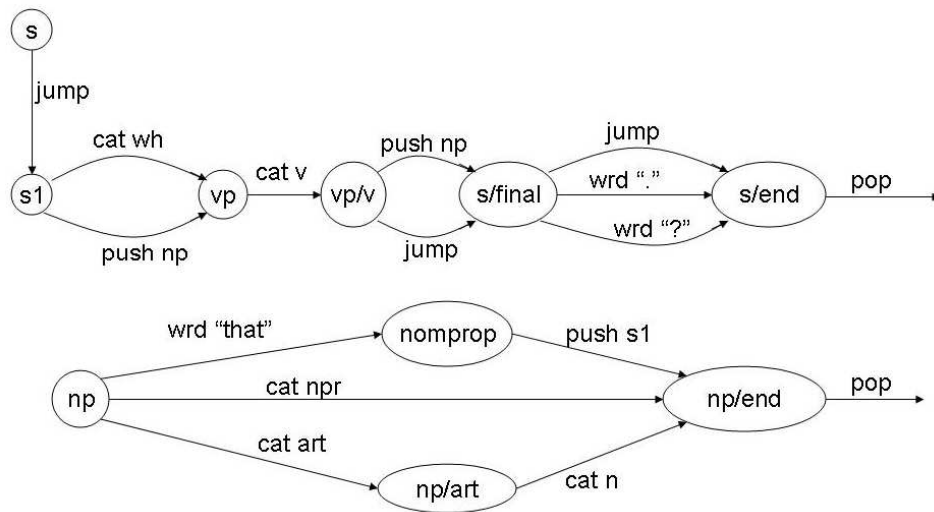 s
jump
cat wh
push np
jump
s1
vp
cat v
vp/v
s/final
wrd “.”
s/end
pop
push np
jump
wrd “?”
wrd “that”
nomprop
push s1
np
cat npr
np/end
pop
cat art
np/art
cat n